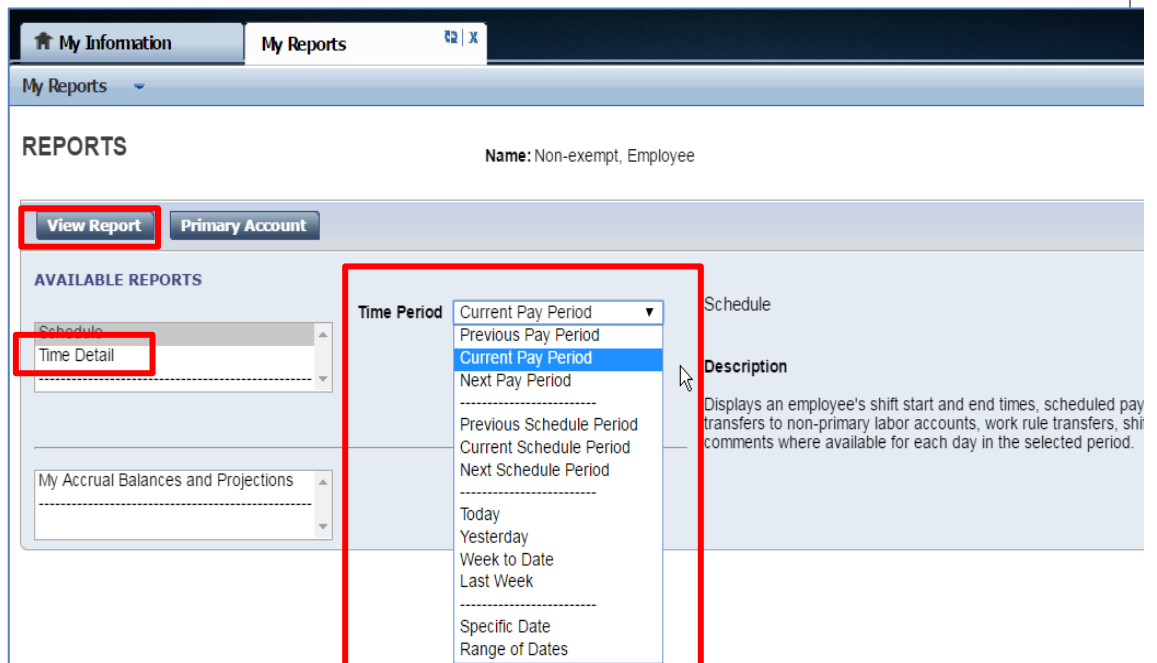 My Information
My Reports
X
My Reports
REPORTS
Name: Non-exempt, Employee
View Report
Primary Account
AVAILABLE REPORTS
Schedule
Time Detail
------------------------------------------------
My Accrual Balances and Projections
------------------------------------------------
Time Period
Current Pay Period
Previous Pay Period
Current Pay Period
Next Pay Period
-------------------------
Previous Schedule Period
Current Schedule Period
Next Schedule Period
-------------------------
Today
Yesterday
Week to Date
Last Week
-------------------------
Specific Date
Range of Dates
Schedule
Description
Displays an employee's shift start and end times, scheduled pay
transfers to non-primary labor accounts, work rule transfers, shi
comments where available for each day in the selected period.